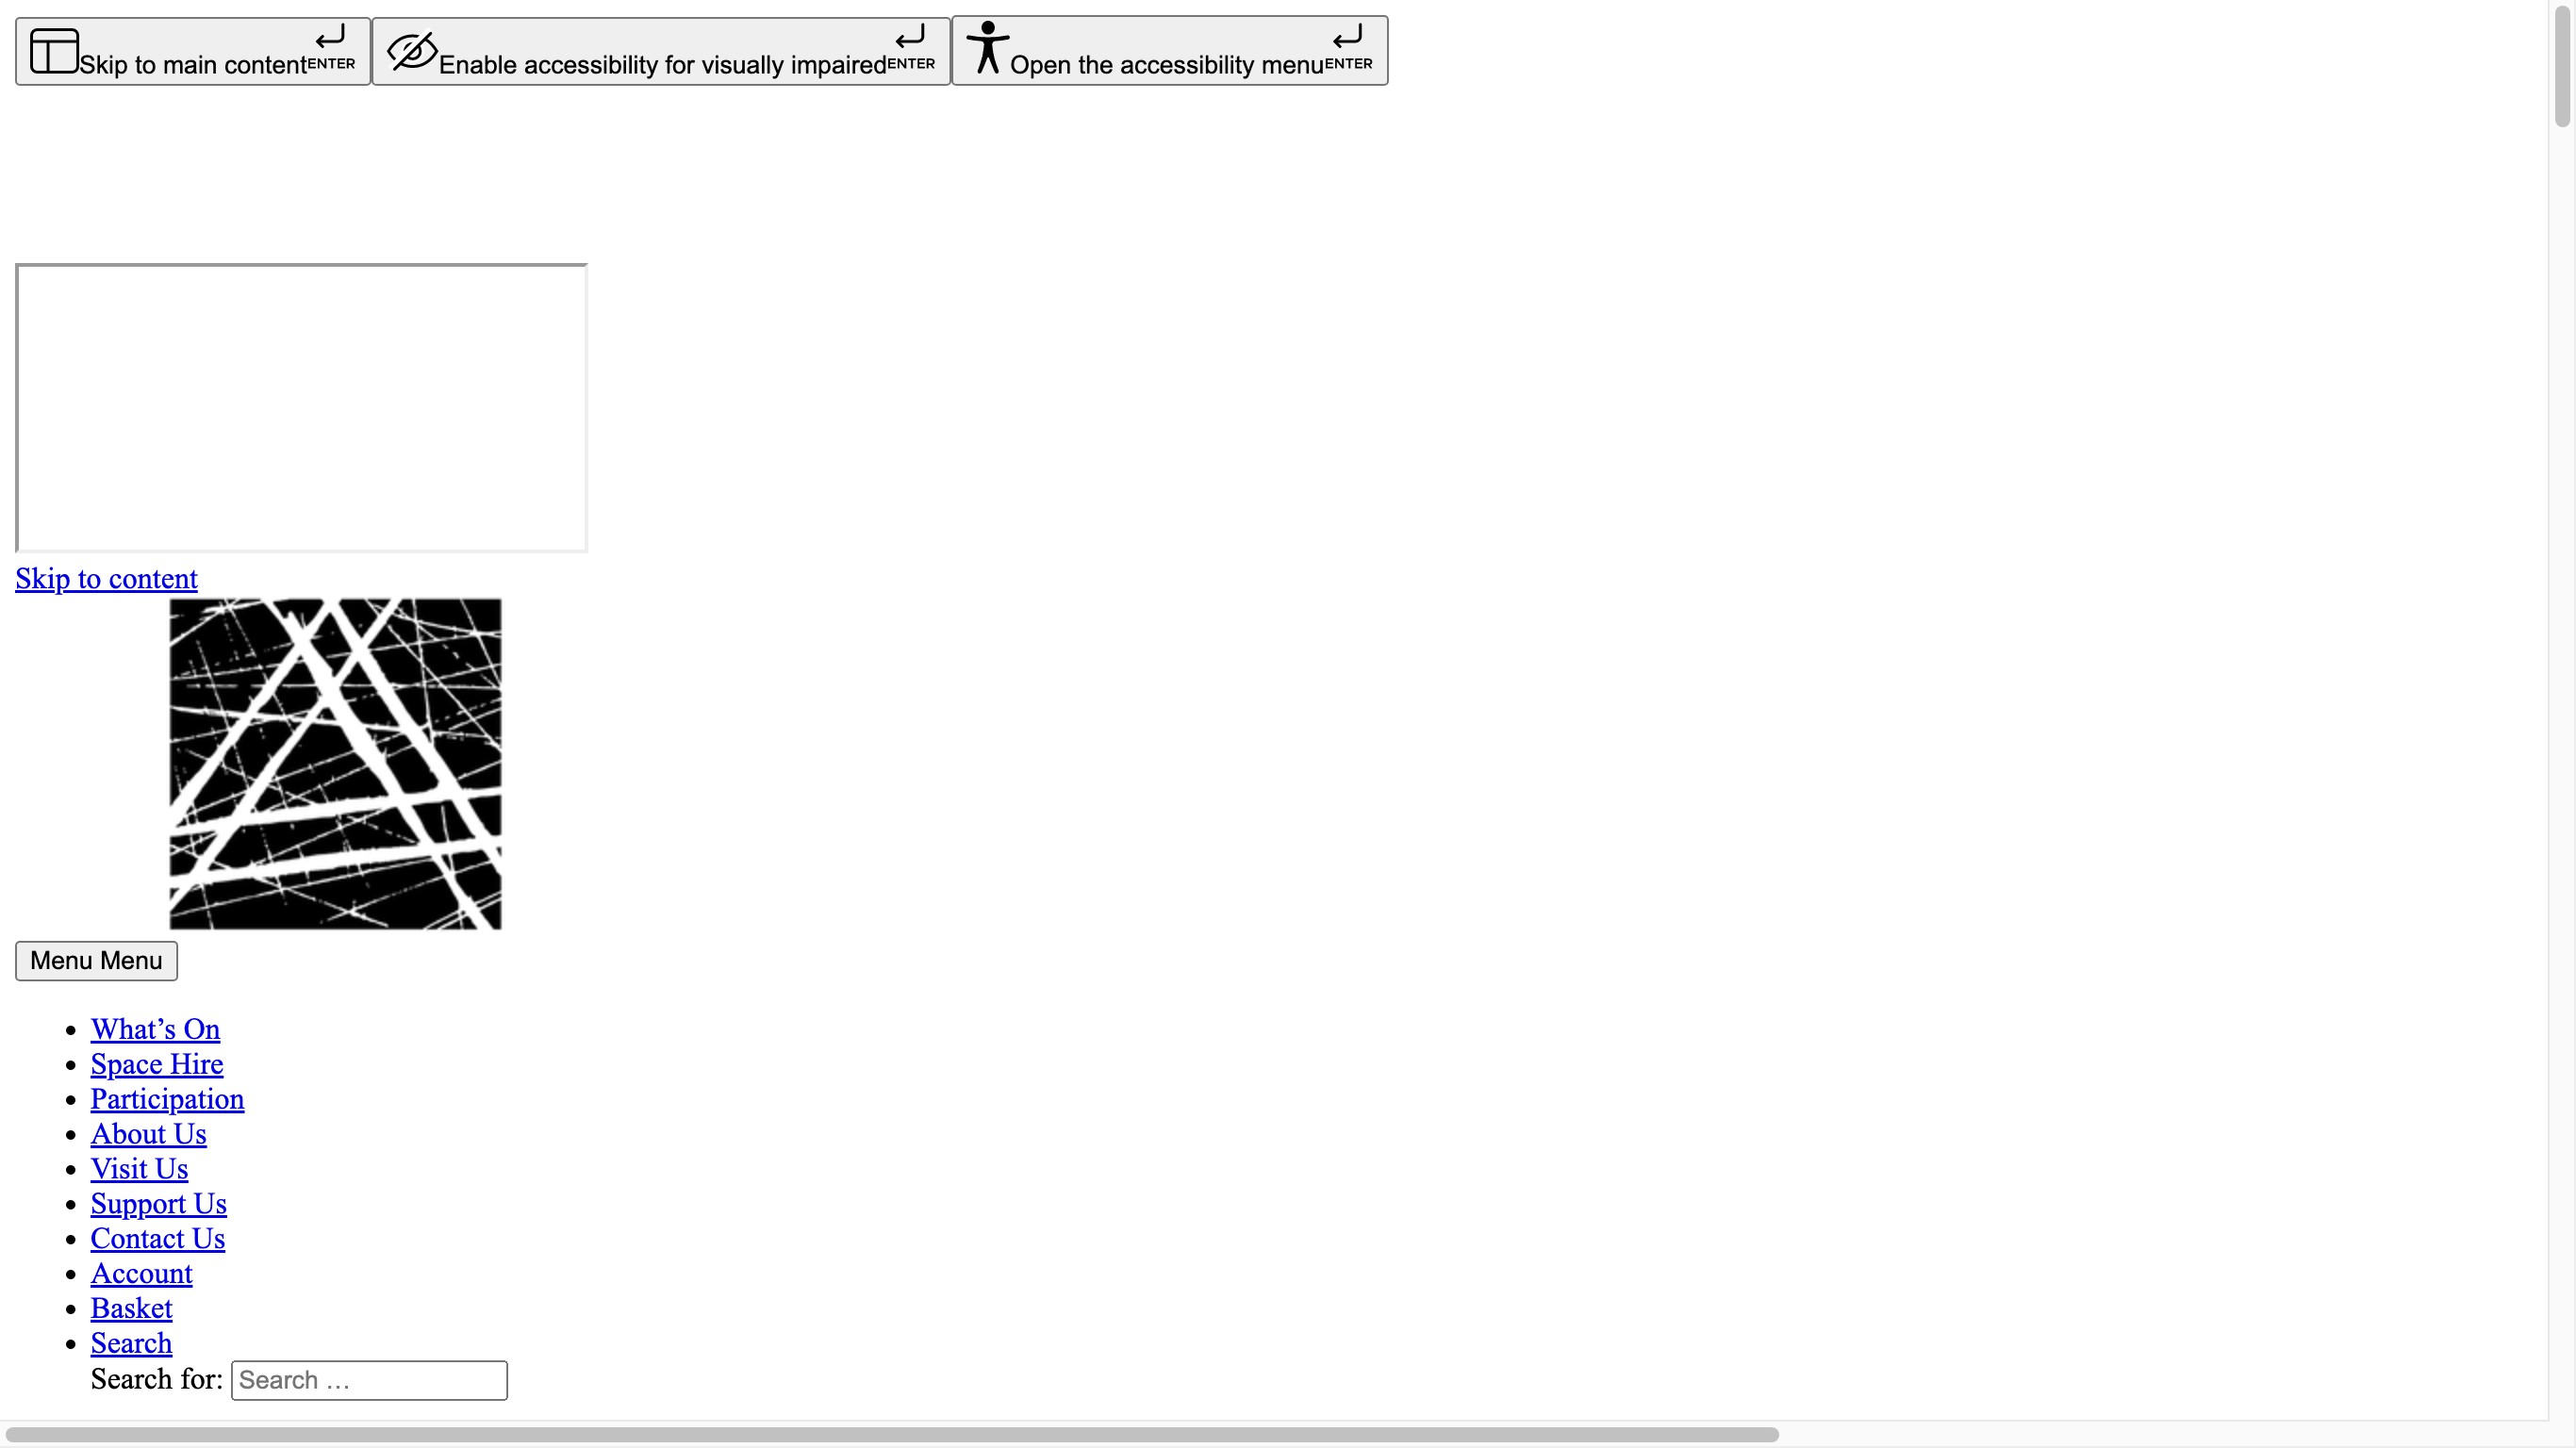 Skip to main content ENTER Enable accessibility for visually impaired ENTER Open the accessibility menu ENTER
Skip to content
Menu Menu
What’s On
Space Hire
Participation
About Us
Visit Us
Support Us
Contact Us
Account
Basket
Search
Search for: Search …